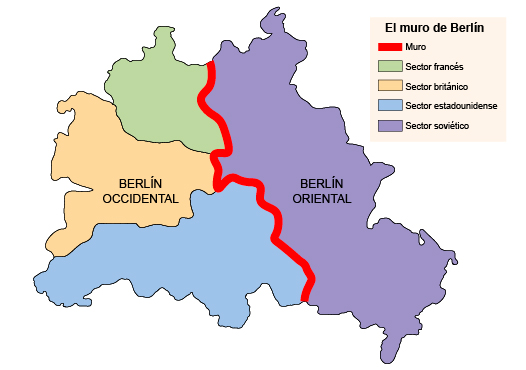 El muro de Berlín
Muro
Sector francés
Sector británico
Sector estadounidense
Sector soviético
BERLÍN
OCCIDENTAL
BERLÍN
ORIENTAL